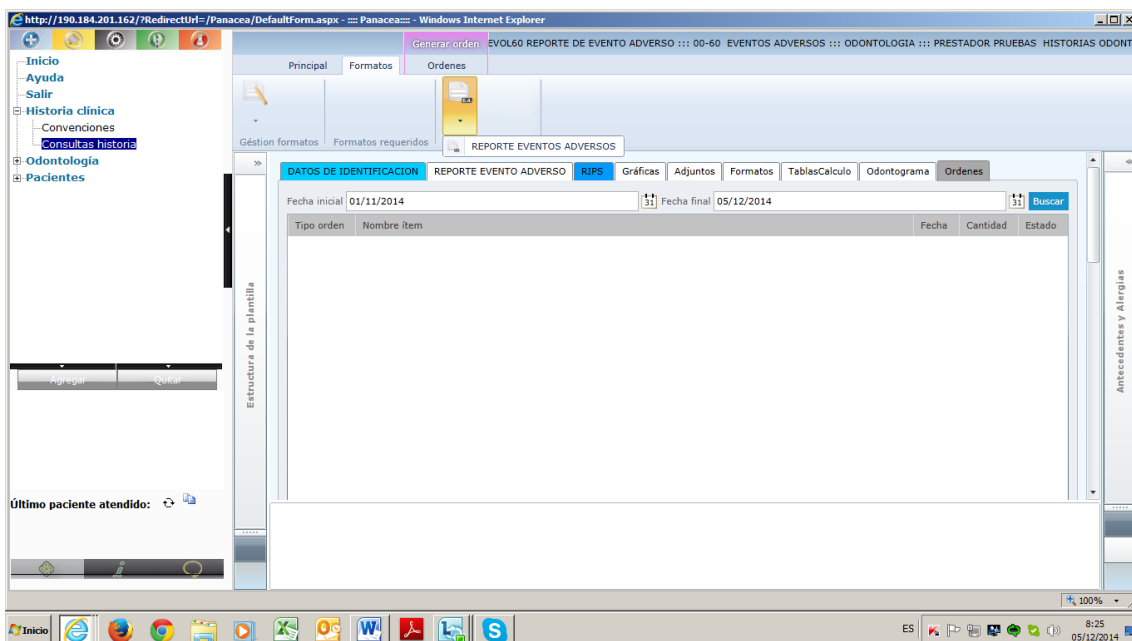 http://190.184.201.162/?RedirectUrl=/Panacea/DefaultForm.aspx - :::: Panacea:::: - Windows Internet Explorer
Inicio
Ayuda
Salir
Historia clínica
Convenciones
Consultas historia
Odontología
Pacientes
Agregar Quitar
Último paciente atendido:
Generar orden EVOL60 REPORTE DE EVENTO ADVERSO ::: 00-60 EVENTOS ADVERSOS ::: ODONTOLOGIA ::: PRESTADOR PRUEBAS HISTORIAS ODONT
Principal Formatos Ordenes
Géstion formatos Formatos requeridos
REPORTE EVENTOS ADVERSOS
DATOS DE IDENTIFICACION REPORTE EVENTO ADVERSO RIPS Gráficas Adjuntos Formatos TablasCalculo Odontograma Ordenes
Fecha inicial 01/11/2014 31 Fecha final 05/12/2014 31 Buscar
Tipo orden Nombre ítem Fecha Cantidad Estado
Estructura de la plantilla
Antecedentes y Alergias
100%
Inicio ES 8:25
05/12/2014